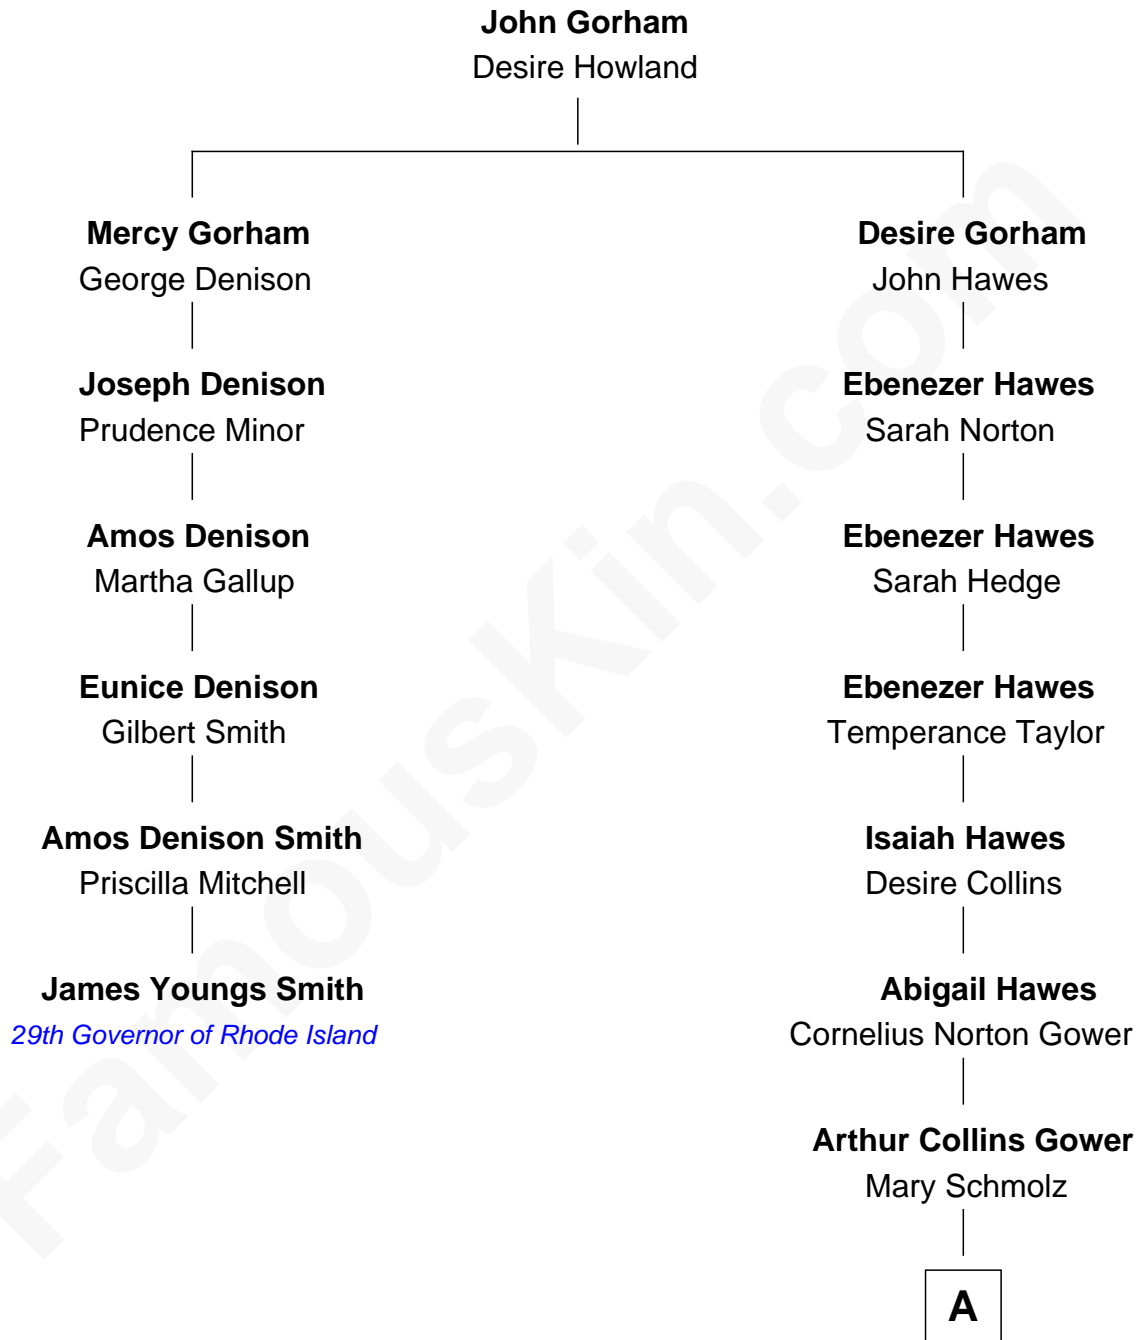 John Gorham
Desire Howland
Mercy Gorham
George Denison
Joseph Denison
Prudence Minor
Amos Denison
Martha Gallup
Eunice Denison
Gilbert Smith
Amos Denison Smith
Priscilla Mitchell
James Youngs Smith
29th Governor of Rhode Island
Desire Gorham
John Hawes
Ebenezer Hawes
Sarah Norton
Ebenezer Hawes
Sarah Hedge
Ebenezer Hawes
Temperance Taylor
Isaiah Hawes
Desire Collins
Abigail Hawes
Cornelius Norton Gower
Arthur Collins Gower
Mary Schmolz
A
FamousKin.com